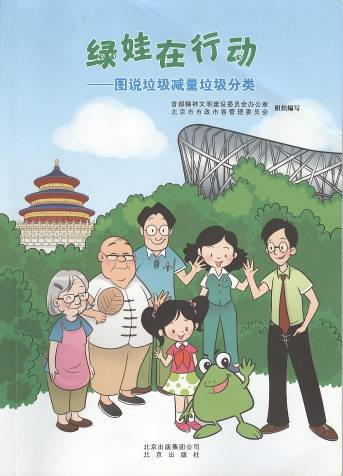 绿娃在行动
——图说垃圾减量垃圾分类
首都精神文明建设委员会办公室
北京市市政市容管理委员会 组织编写
北京出版集团公司
北京出版社